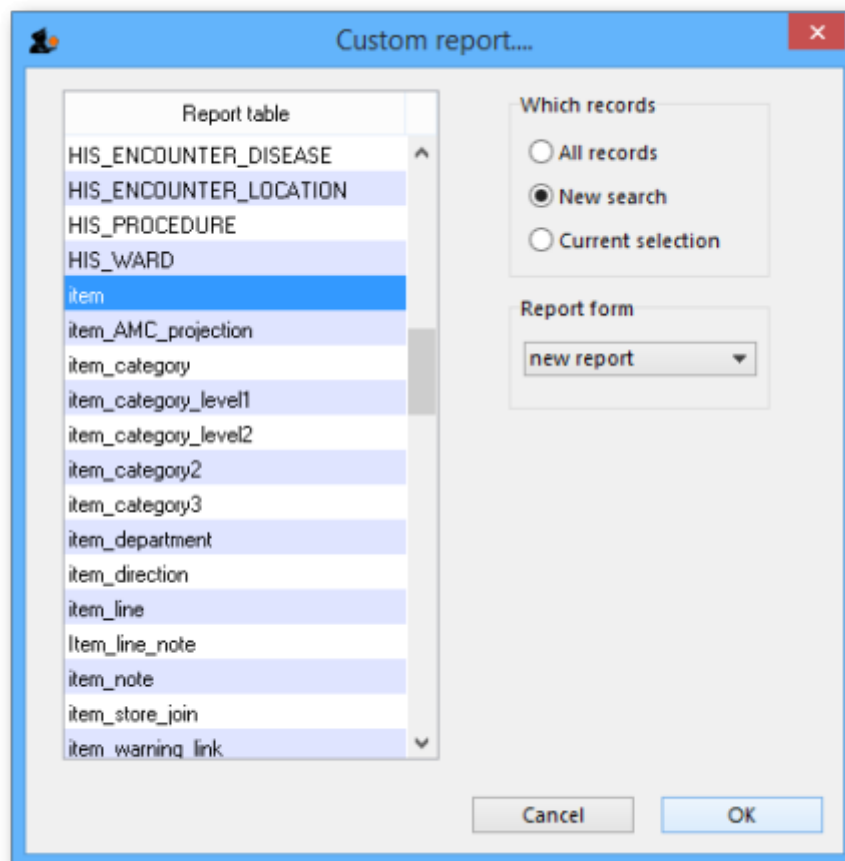 Custom report....
Report table
HIS_ENCOUNTER_DISEASE
HIS_ENCOUNTER_LOCATION
HIS_PROCEDURE
HIS_WARD
item
item_AMC_projection
item_category
item_category_level1
item_category_level2
item_category2
item_category3
item_department
item_direction
item_line
Item_line_note
item_note
item_store_join
item_warning_link
Which records
All records
New search
Current selection
Report form
new report
Cancel
OK